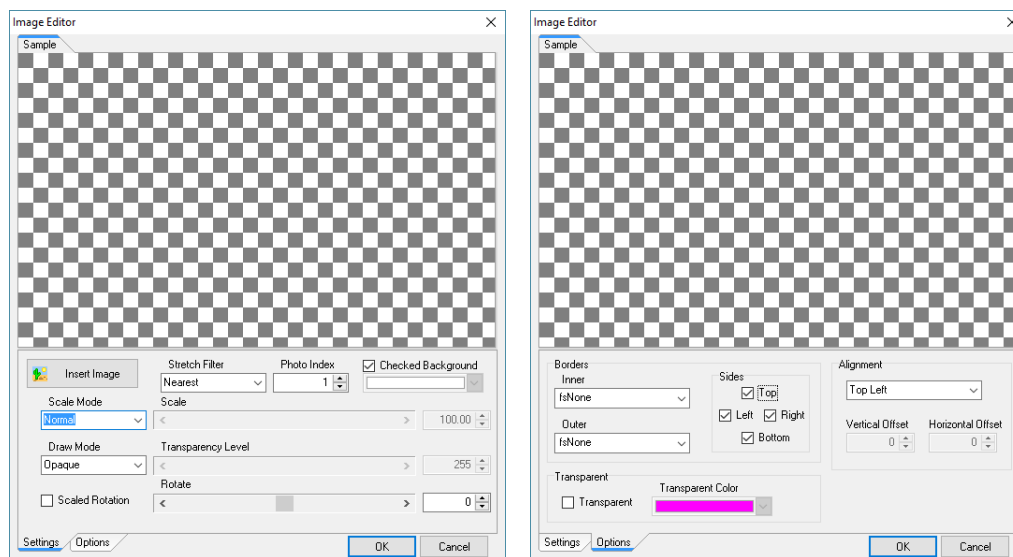 Image Editor
Sample
Insert Image
Stretch Filter
Nearest
Photo Index
1
Checked Background
Scale Mode
Normal
Scale
100.00
Draw Mode
Opaque
Transparency Level
255
Scaled Rotation
Rotate
0
Settings
Options
OK
Cancel
Image Editor
Sample
Borders
Inner
fsNone
Outer
fsNone
Sides
Top
Left
Right
Bottom
Alignment
Top Left
Vertical Offset
0
Horizontal Offset
0
Transparent
Transparent
Transparent Color
Settings
Options
OK
Cancel